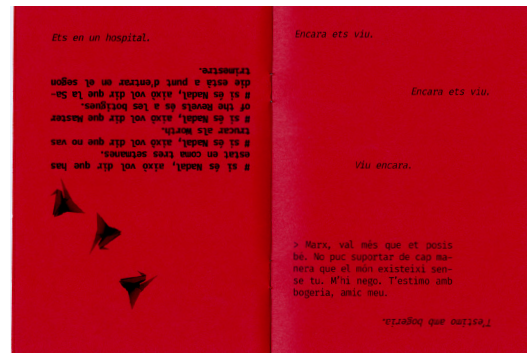 Ets en un hospital.
# si és Nadal, això vol dir que has
estat en coma tres setmanes.
# si és Nadal, això vol dir que no vas
trucar als North.
# si és Nadal, això vol dir que Master
of the Revels és a les botigues.
# si és Nadal, això vol dir que la Sa-
die està a punt d'entrar en el segon
trimestre.
Encara ets viu.
Encara ets viu.
Viu encara.
> Marx, val més que et posis
bé. No puc suportar de cap ma-
nera que el món existeixi sen-
se tu. M'hi nego. T'estimo amb
bogeria, amic meu.
T'estimo amb bogeria.